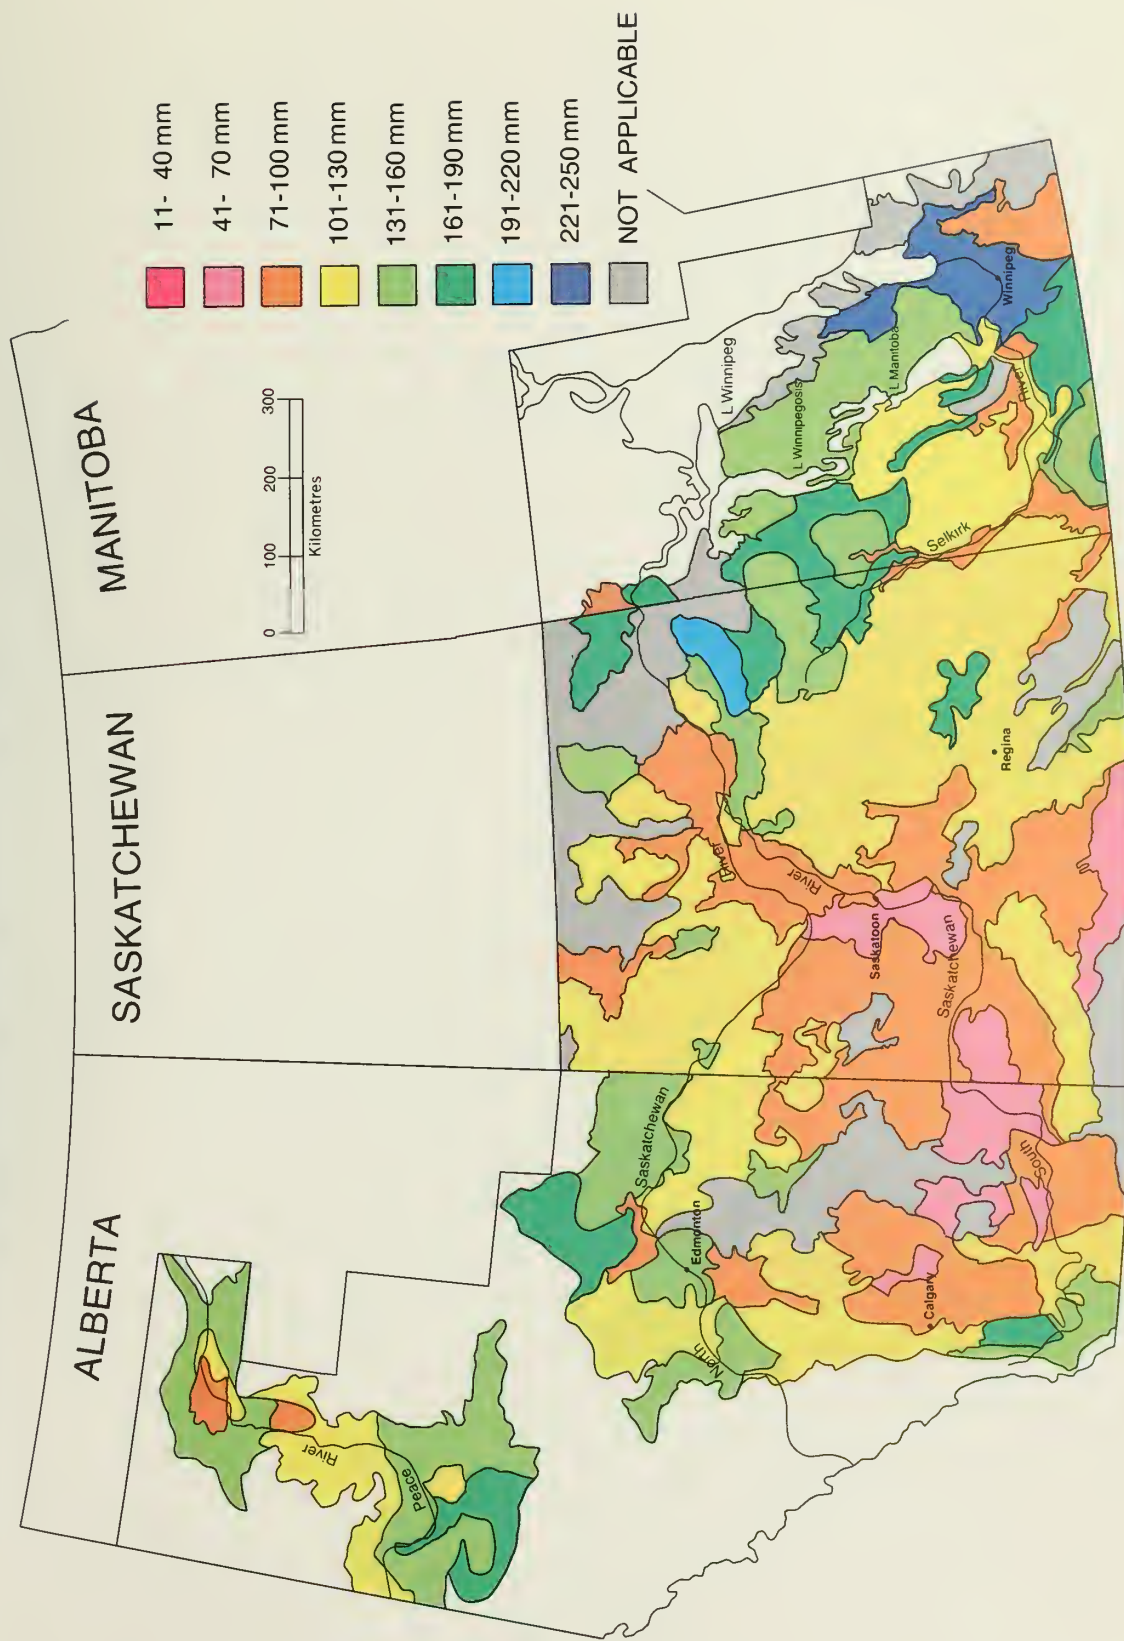 ALBERTA
SASKATCHEWAN
MANITOBA
0 100 200 300
Kilometres
11- 40 mm
41- 70 mm
71-100 mm
101-130 mm
131-160 mm
161-190 mm
191-220 mm
221-250 mm
NOT APPLICABLE
River
Peace
North
Edmonton
Saskatchewan
River
Calgary
South
Saskatchewan
River
Saskatoon
Regina
Selkirk
River
L Winnipeg
L Winnipegosis
L Manitoba
Winnipeg